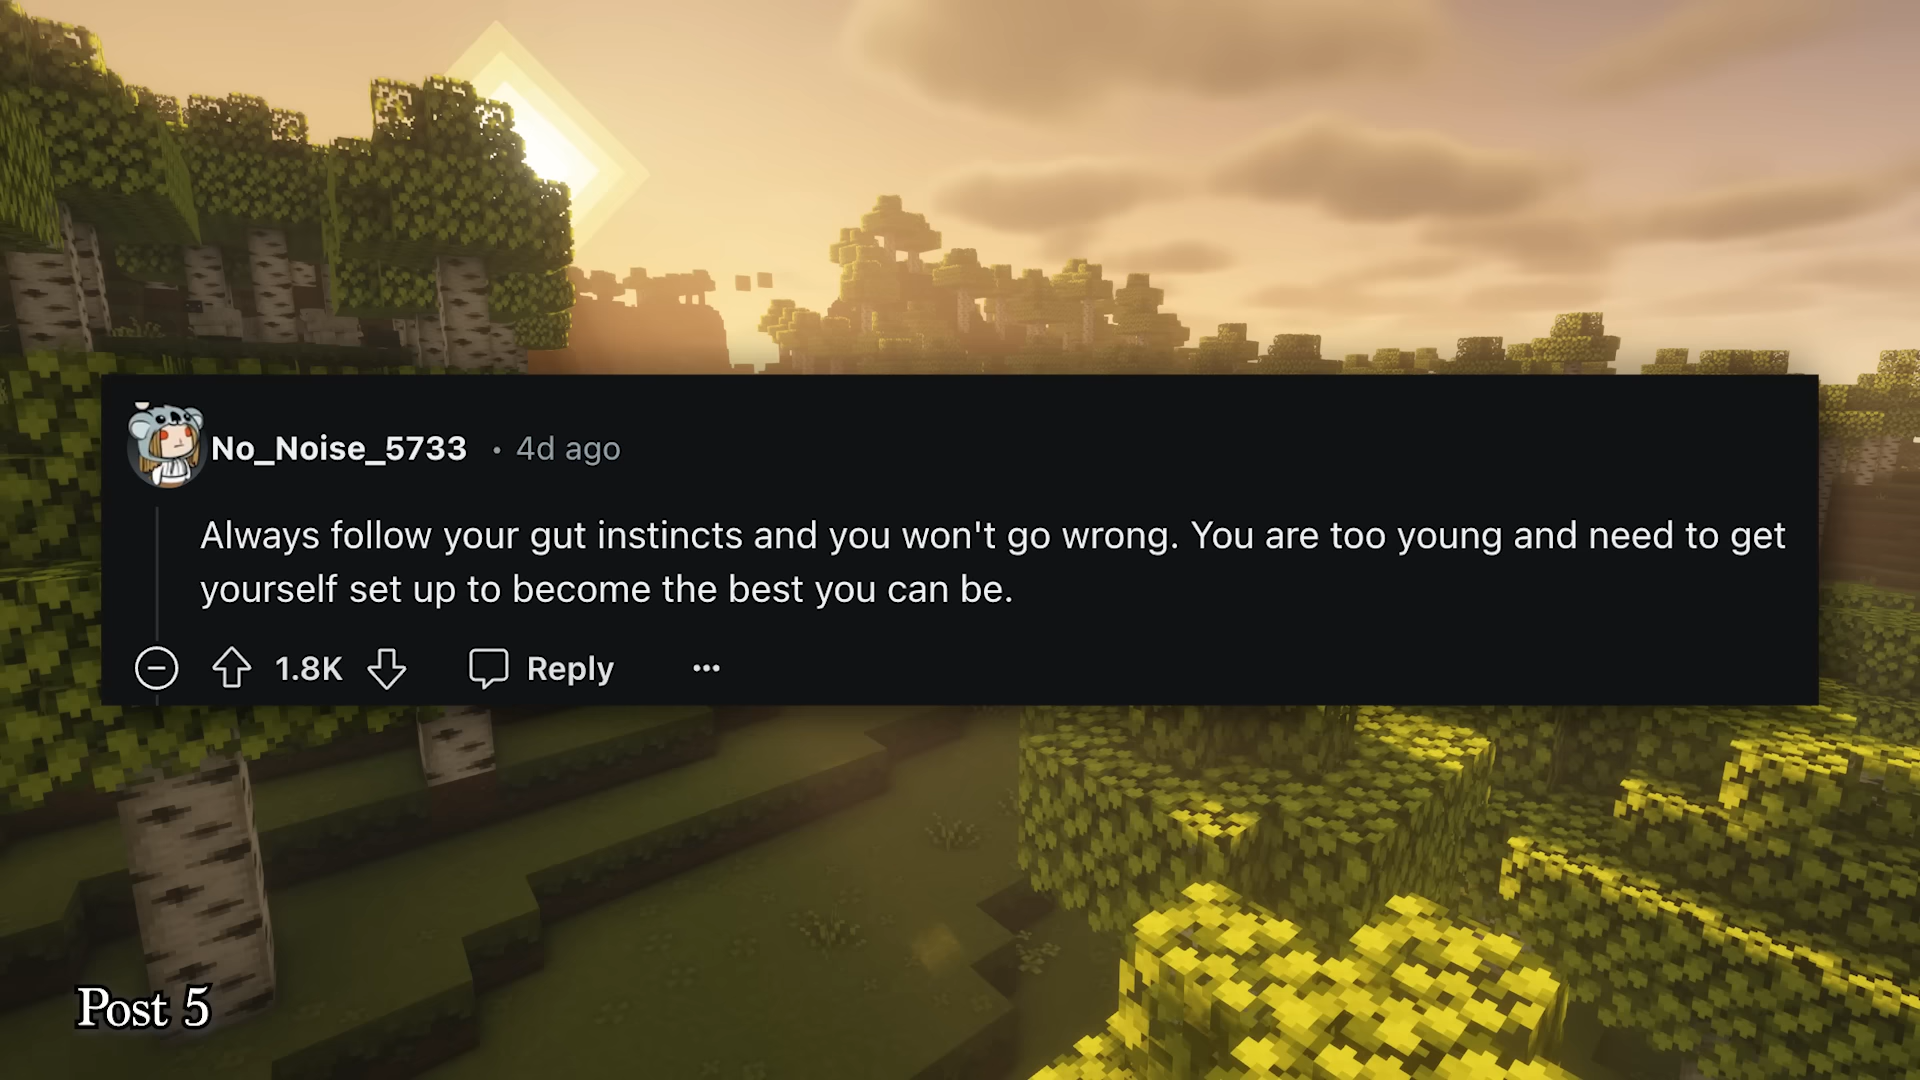 No_Noise_5733 • 4d ago
Always follow your gut instincts and you won't go wrong. You are too young and need to get
yourself set up to become the best you can be.
1.8K Reply
Post 5